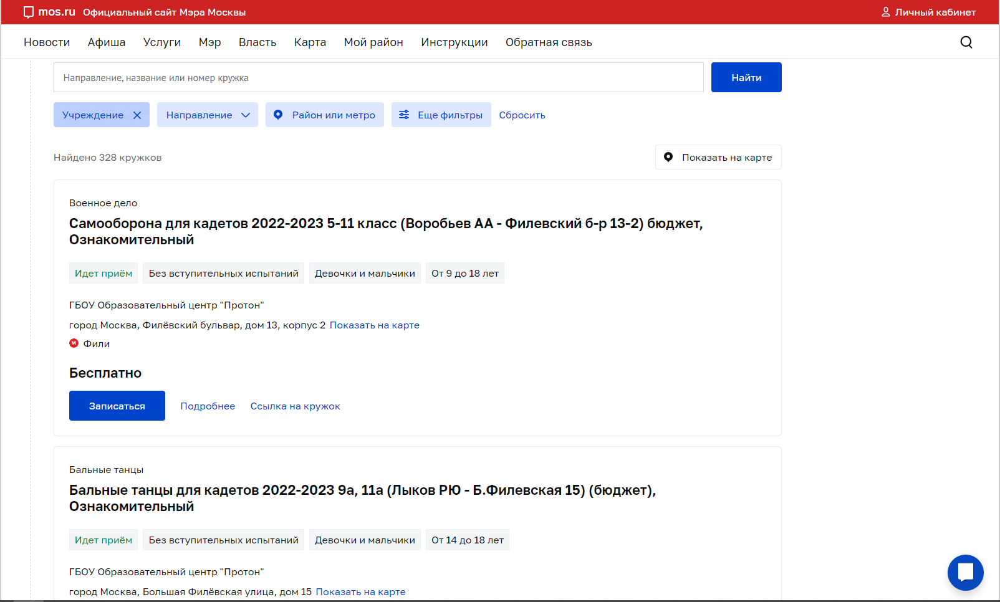 mos.ru Официальный сайт Мэра Москвы Личный кабинет
Новости Афиша Услуги Мэр Власть Карта Мой район Инструкции Обратная связь
Направление, название или номер кружка Найти
Учреждение Направление Район или метро Еще фильтры Сбросить
Найдено 328 кружков Показать на карте
Военное дело
Самооборона для кадетов 2022-2023 5-11 класс (Воробьев АА - Филевский б-р 13-2) бюджет,
Ознакомительный
Идет приём Без вступительных испытаний Девочки и мальчики От 9 до 18 лет
ГБОУ Образовательный центр "Протон"
город Москва, Филёвский бульвар, дом 13, корпус 2 Показать на карте
М Фили
Бесплатно
Записаться Подробнее Ссылка на кружок
Бальные танцы
Бальные танцы для кадетов 2022-2023 9а, 11а (Лыков РЮ - Б.Филевская 15) (бюджет),
Ознакомительный
Идет приём Без вступительных испытаний Девочки и мальчики От 14 до 18 лет
ГБОУ Образовательный центр "Протон"
город Москва, Большая Филёвская улица, дом 15 Показать на карте